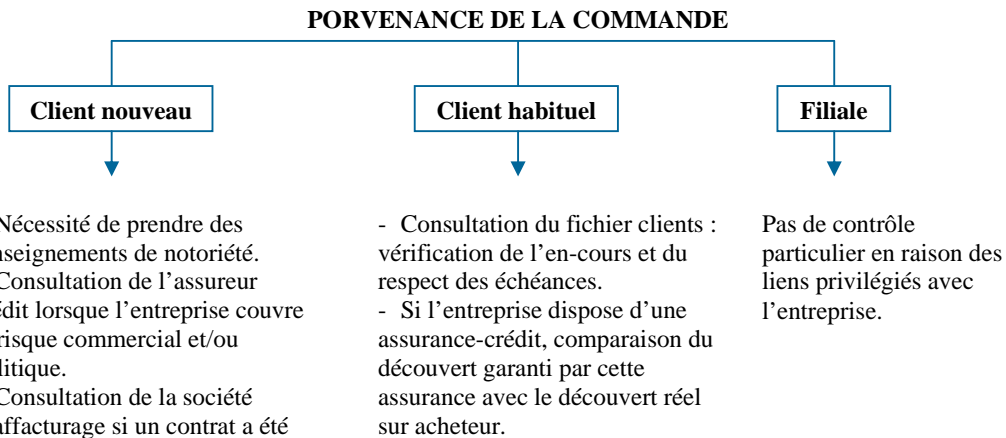 PORVENANCE DE LA COMMANDE
Client nouveau
Client habituel
Filiale
Nécessité de prendre des
nseignements de notoriété.
Consultation de l’assureur
édit lorsque l’entreprise couvre
risque commercial et/ou
litique.
Consultation de la société
affacturage si un contrat a été
- Consultation du fichier clients :
vérification de l’en-cours et du
respect des échéances.
- Si l’entreprise dispose d’une
assurance-crédit, comparaison du
découvert garanti par cette
assurance avec le découvert réel
sur acheteur.
Pas de contrôle
particulier en raison des
liens privilégiés avec
l’entreprise.